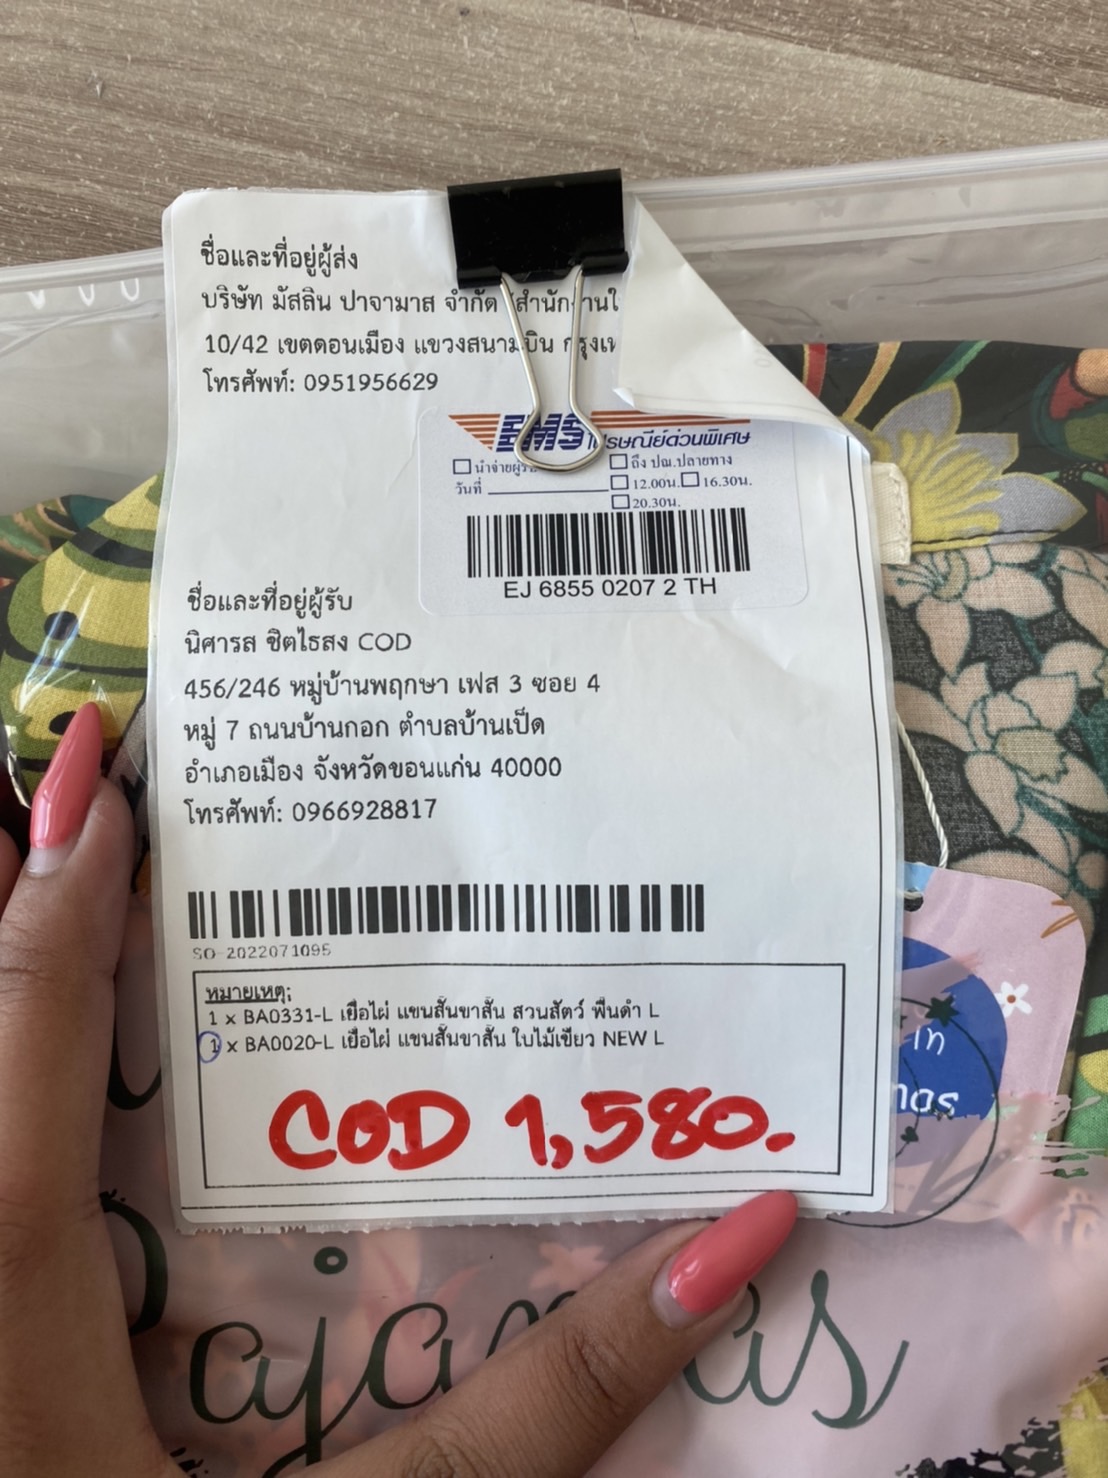 ชื่อและที่อยู่ผู้ส่ง
บริษัท มัสลิน ปาจามาส จำกัด
10/42 เขตดอนเมือง แขวงสนามบิน
โทรศัพท์: 0951956629
EMS ไปรษณีย์ด่วนพิเศษ
นำจ่ายผู้รับ ถึง ปณ.ปลายทาง
วันที่ 12.00น. 16.30น.
20.30น.
EJ 6855 0207 2 TH
ชื่อและที่อยู่ผู้รับ
นิศารส ชิตไธสง COD
456/246 หมู่บ้านพฤกษา เฟส 3 ซอย 4
หมู่ 7 ถนนบ้านกอก ตำบลบ้านเป็ด
อำเภอเมือง จังหวัดขอนแก่น 40000
โทรศัพท์: 0966928817
SO-2022071095
หมายเหตุ:
1 x BA0331-L เยื่อไผ่ แขนสั้นขาสั้น สวนสัตว์ พื้นดำ L
1 x BA0020-L เยื่อไผ่ แขนสั้นขาสั้น ใบไม้เขียว NEW L
COD 1,580.
in
Pajamas